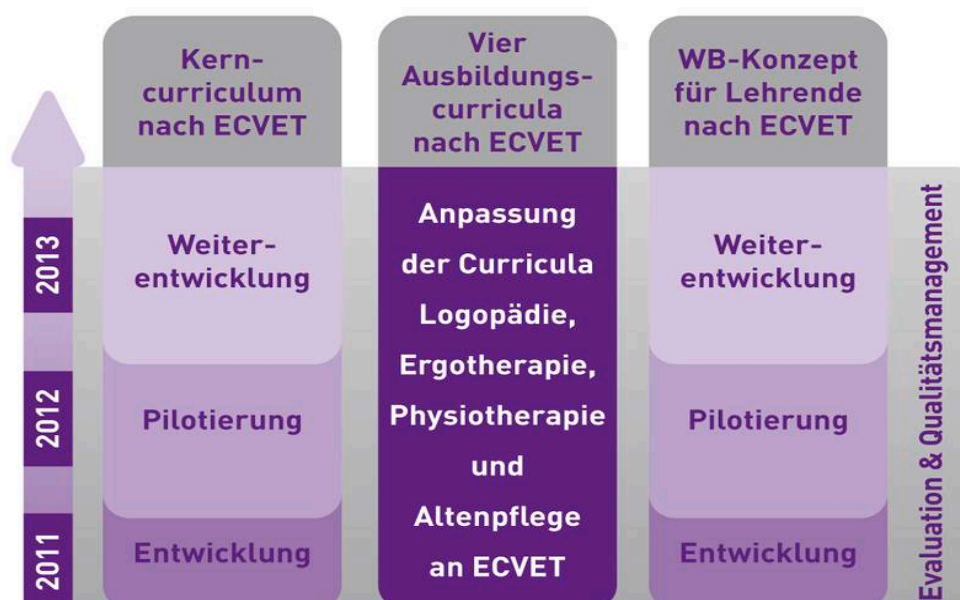 Kern-
curriculum
nach ECVET
Vier
Ausbildungs-
curricula
nach ECVET
WB-Konzept
für Lehrende
nach ECVET
2013
2012
2011
Weiter-
entwicklung
Pilotierung
Entwicklung
Anpassung
der Curricula
Logopädie,
Ergotherapie,
Physiotherapie
und
Altenpflege
an ECVET
Weiter-
entwicklung
Pilotierung
Entwicklung
Evaluation & Qualitätsmanagement